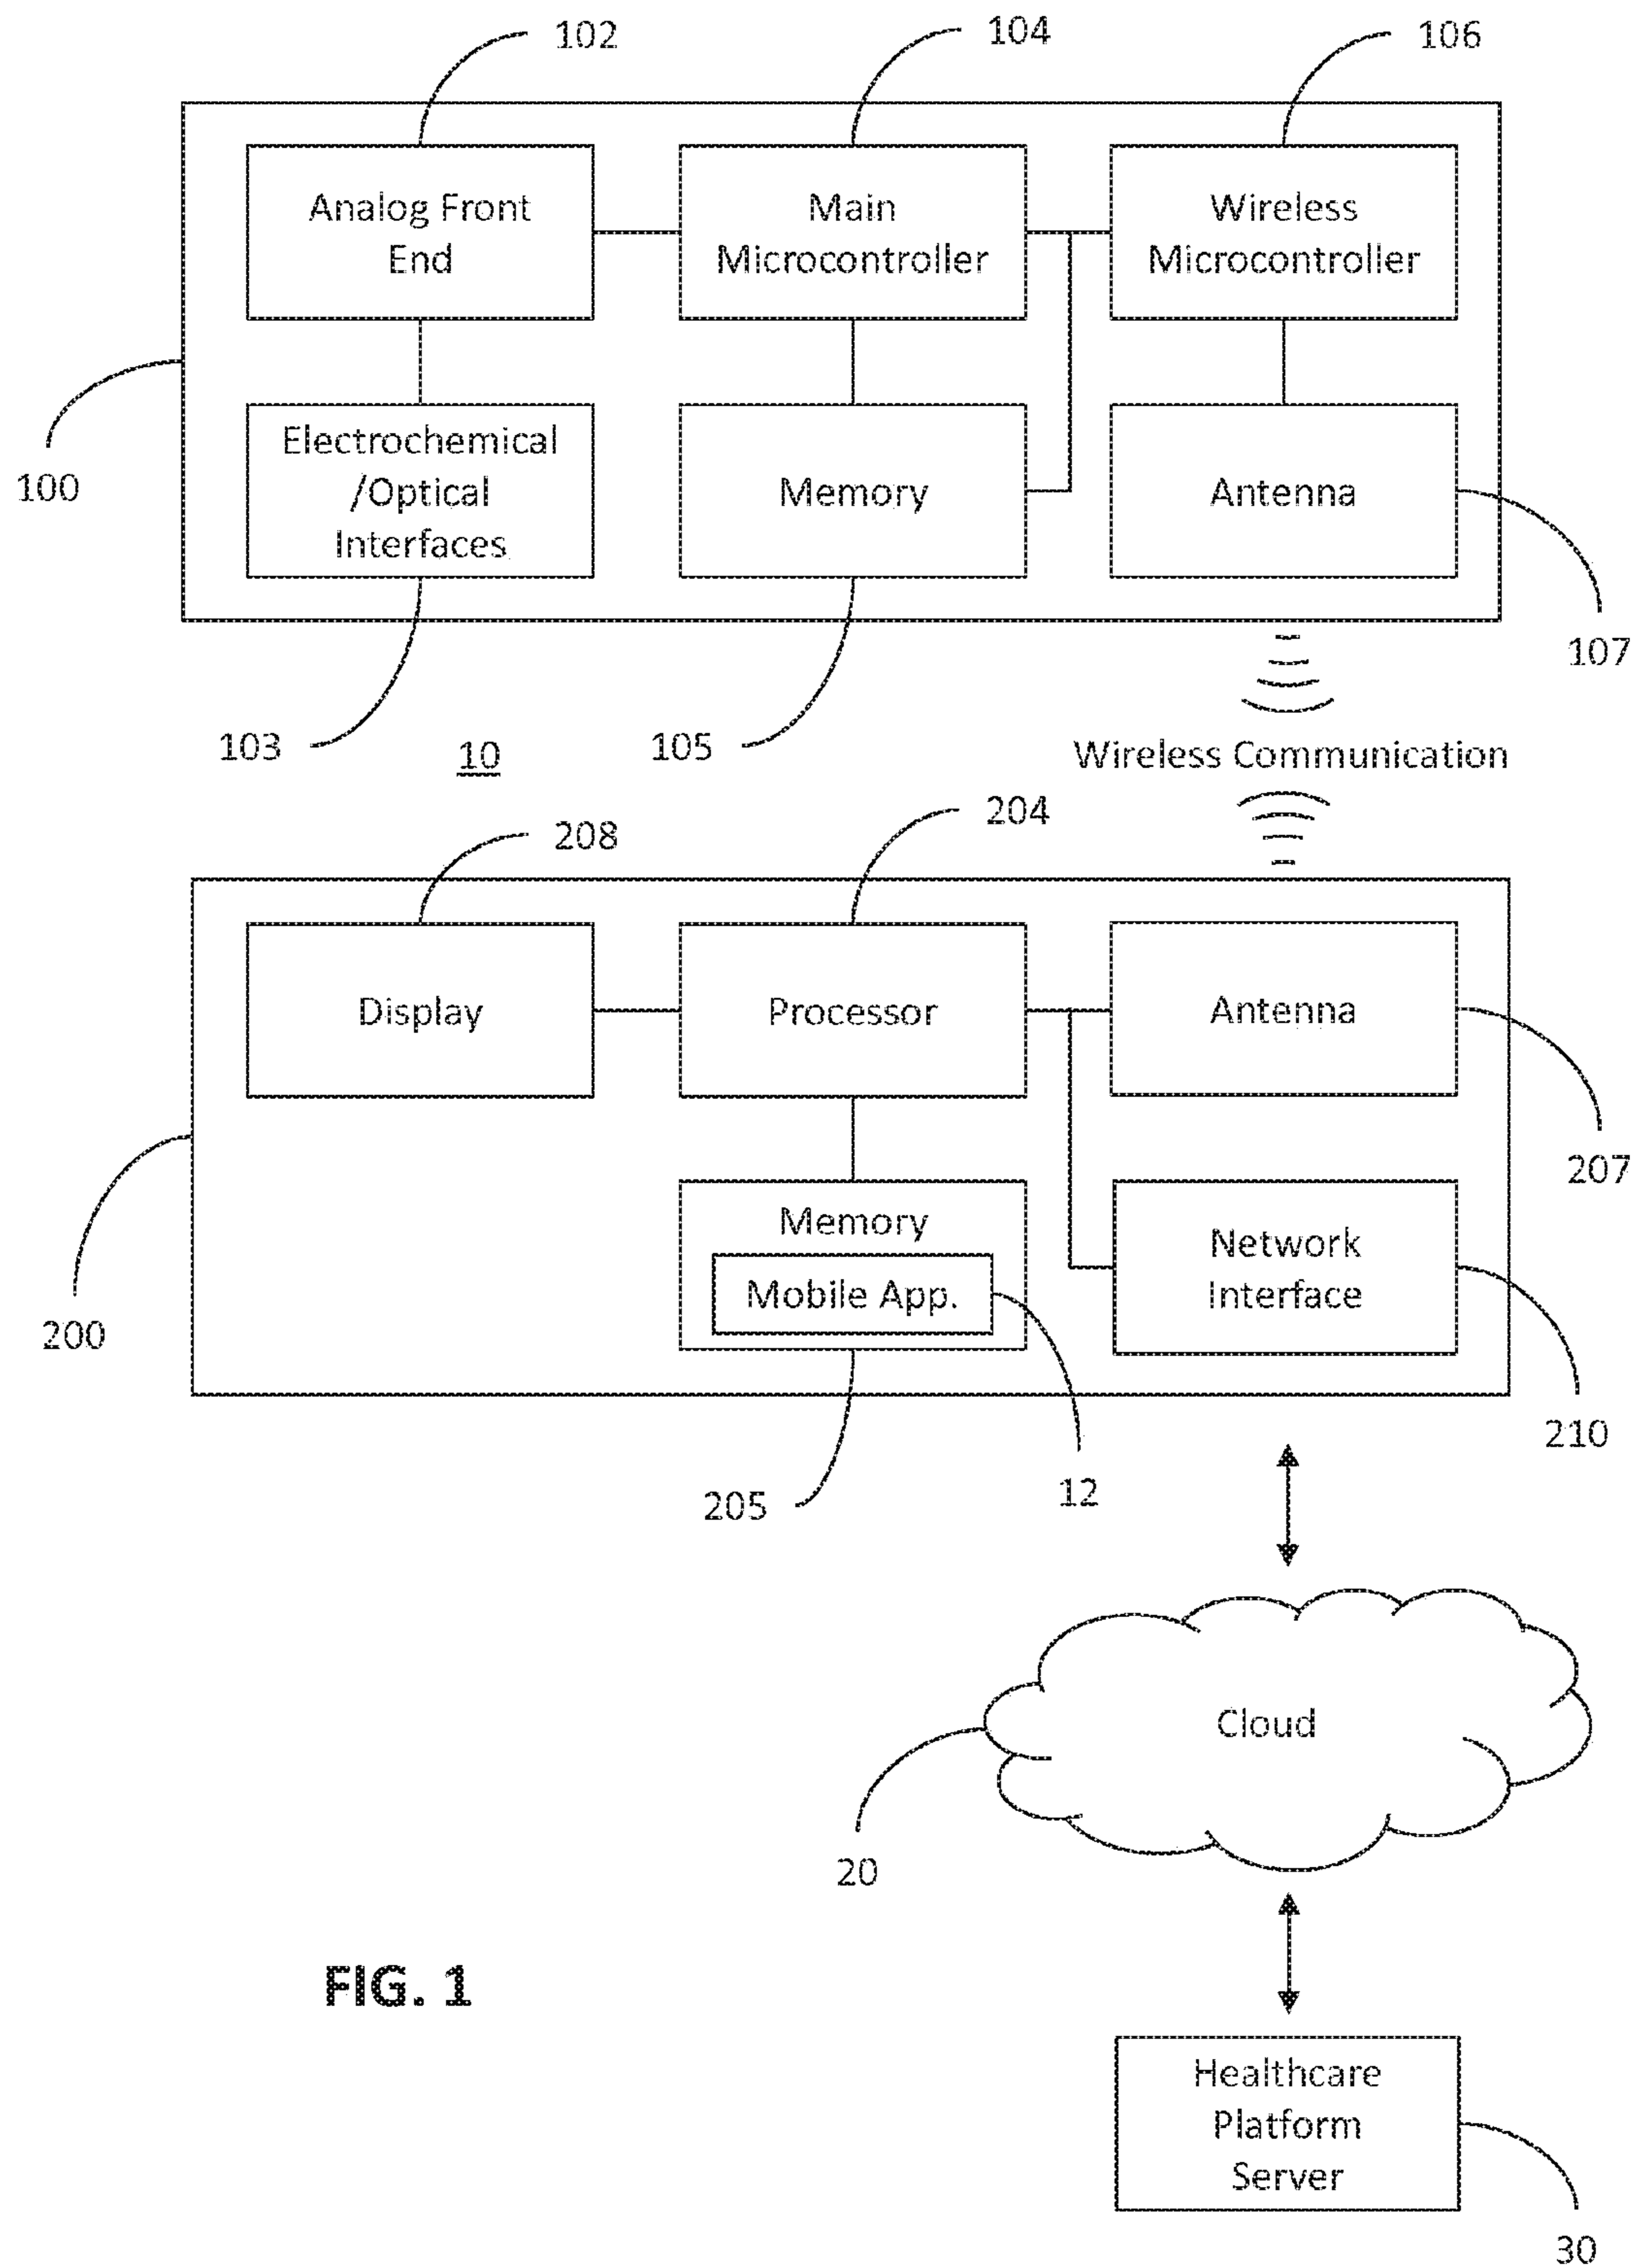 102
104
106
Analog Front
End
Main
Microcontroller
Wireless
Microcontroller
100
Electrochemical
/Optical
Interfaces
Memory
Antenna
107
103
10
105
Wireless Communication
208
204
Display
Processor
Antenna
207
Memory
Mobile App.
Network
Interface
200
210
205
12
Cloud
20
FIG. 1
Healthcare
Platform
Server
30